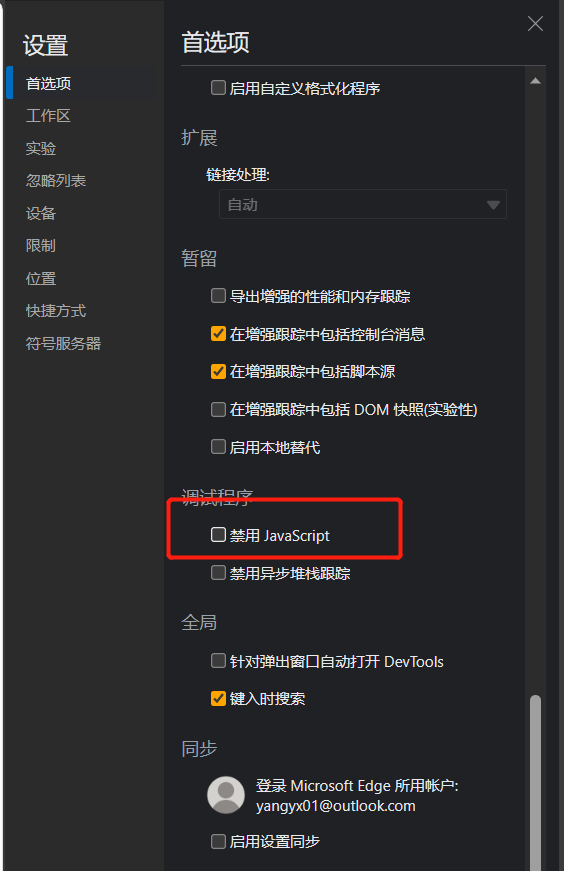 设置
首选项
工作区
实验
忽略列表
设备
限制
位置
快捷方式
符号服务器
首选项
启用自定义格式化程序
扩展
链接处理:
自动
暂留
导出增强的性能和内存跟踪
在增强跟踪中包括控制台消息
在增强跟踪中包括脚本源
在增强跟踪中包括 DOM 快照(实验性)
启用本地替代
调试程序
禁用 JavaScript
禁用异步堆栈跟踪
全局
针对弹出窗口自动打开 DevTools
键入时搜索
同步
登录 Microsoft Edge 所用帐户:
yangyx01@outlook.com
启用设置同步